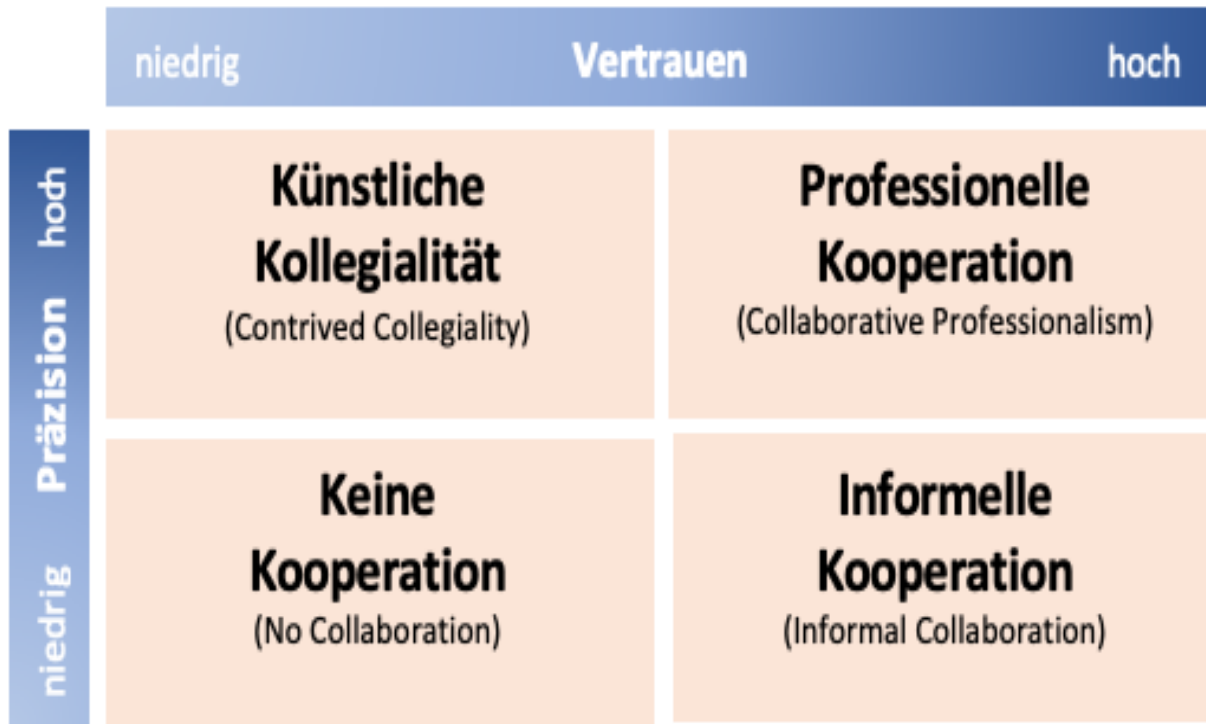 niedrig Vertrauen hoch
hoch
Präzision
niedrig
Künstliche
Kollegialität
(Contrived Collegiality)
Professionelle
Kooperation
(Collaborative Professionalism)
Keine
Kooperation
(No Collaboration)
Informelle
Kooperation
(Informal Collaboration)